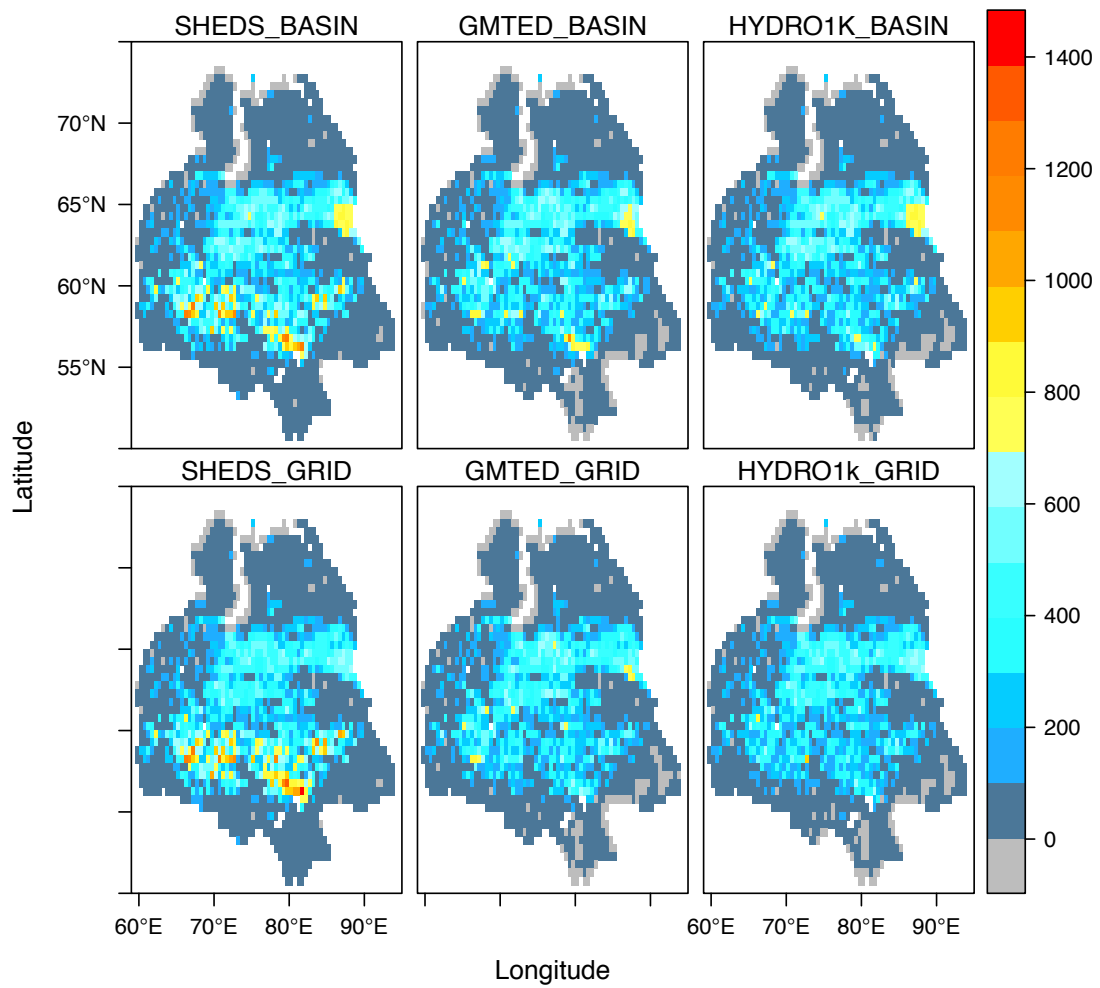 SHEDS_BASIN GMTED_BASIN HYDRO1K_BASIN
1400
1200
1000
800
600
400
200
0
70°N
65°N
60°N
55°N
Latitude
SHEDS_GRID GMTED_GRID HYDRO1k_GRID
60°E 70°E 80°E 90°E 60°E 70°E 80°E 90°E
Longitude